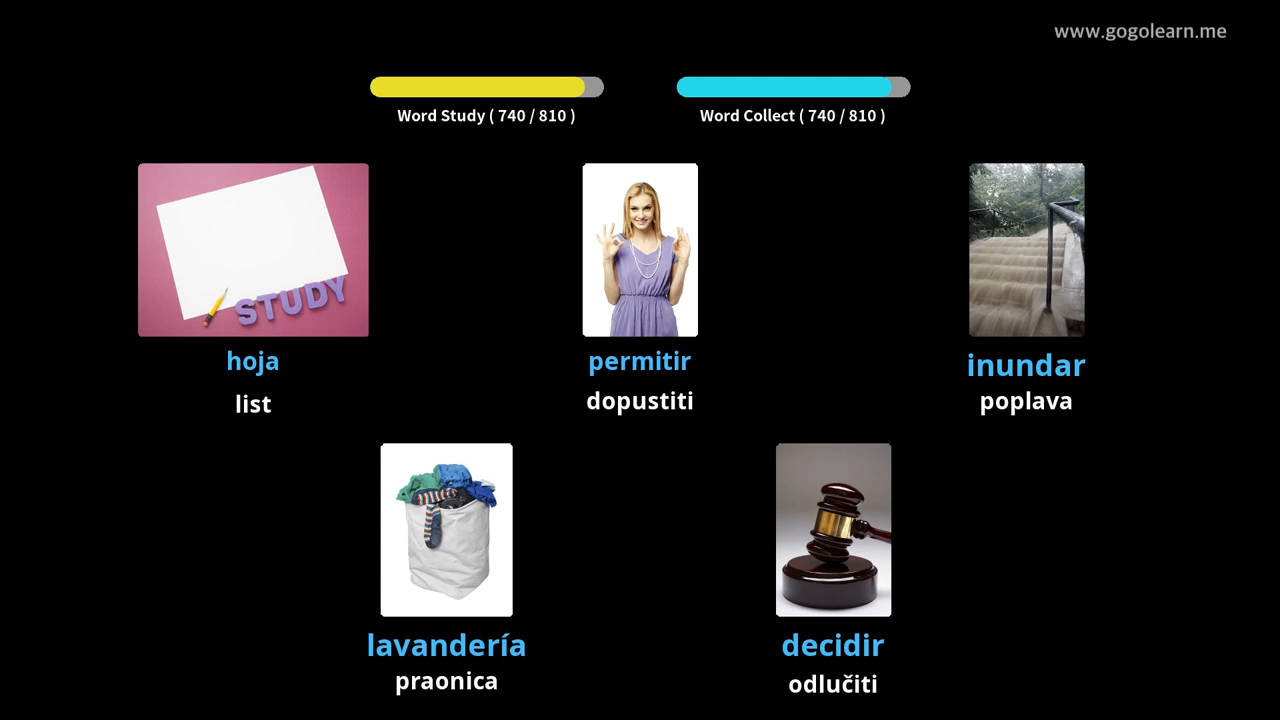 www.gogolearn.me
Word Study ( 740 / 810 )
Word Collect ( 740 / 810 )
STUDY
hoja
list
permitir
dopustiti
inundar
poplava
lavandería
praonica
decidir
odlučiti